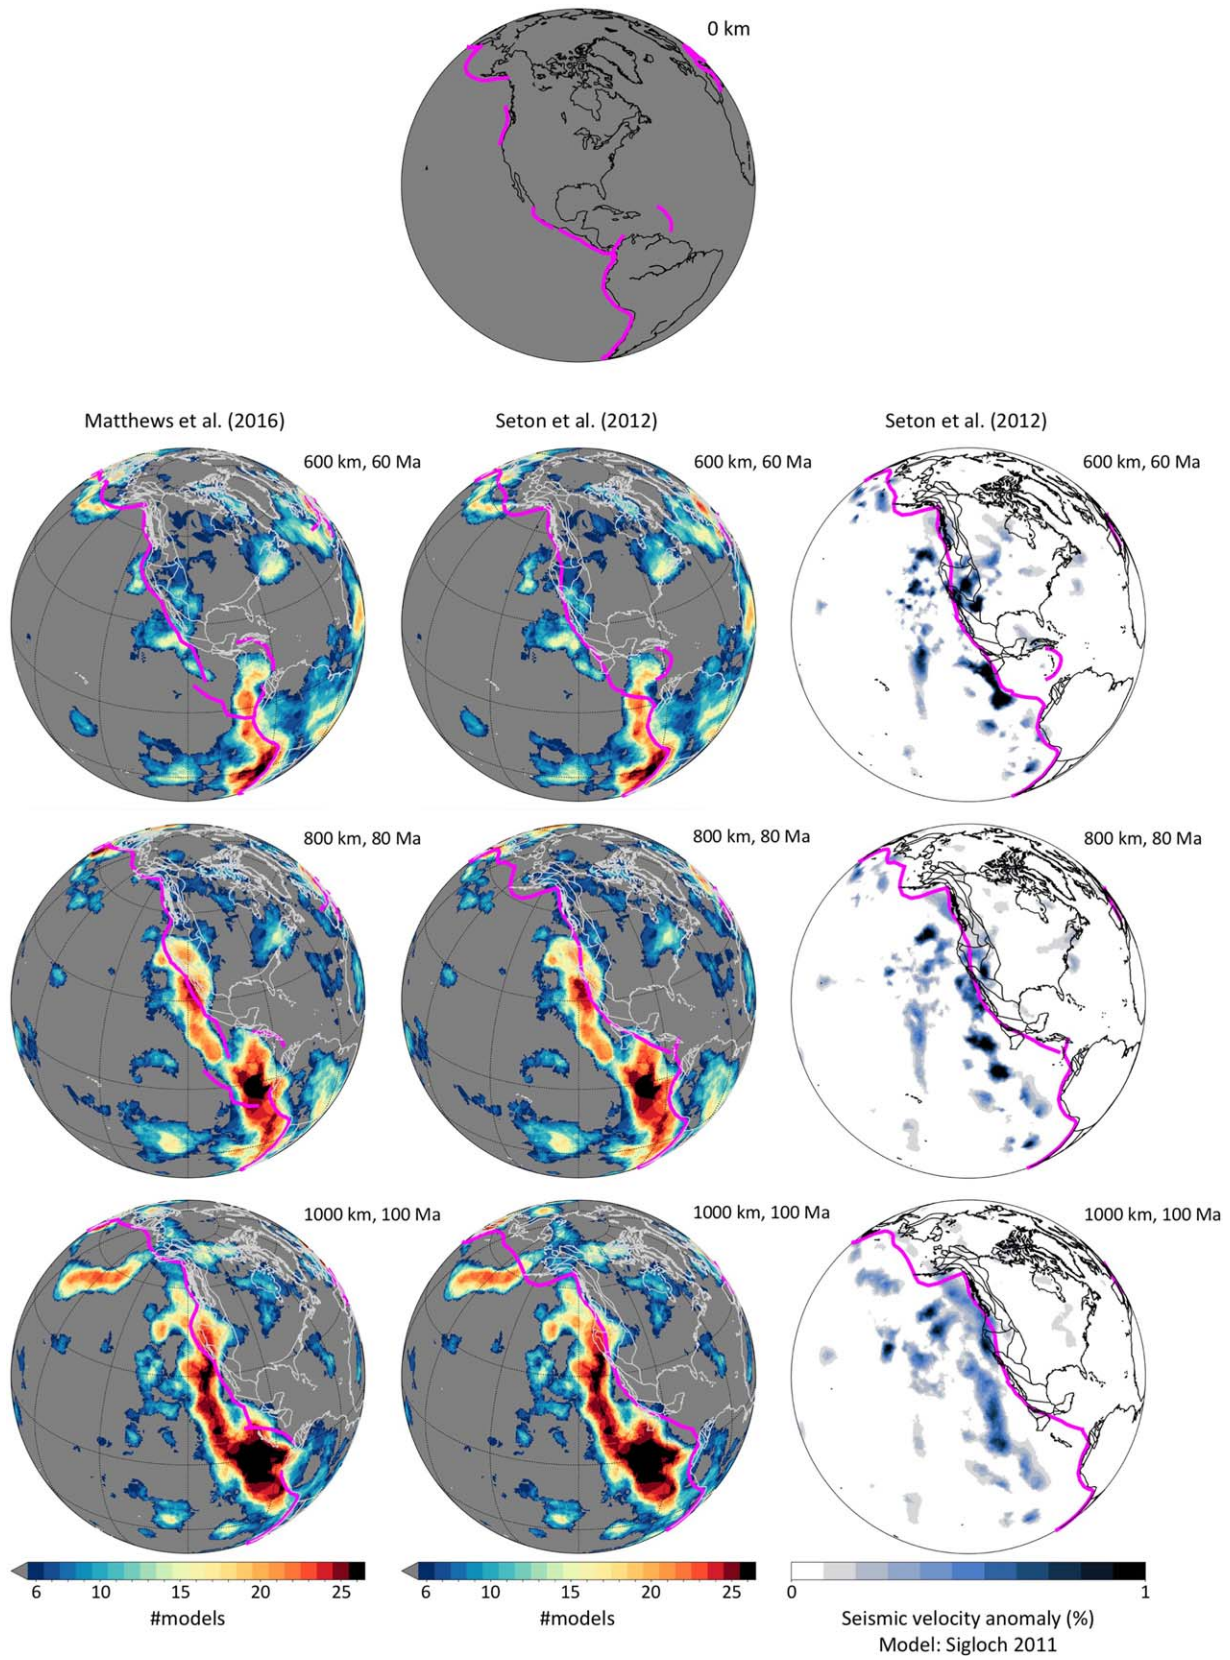 0 km
Matthews et al. (2016)
Seton et al. (2012)
Seton et al. (2012)
600 km, 60 Ma
600 km, 60 Ma
600 km, 60 Ma
800 km, 80 Ma
800 km, 80 Ma
800 km, 80 Ma
1000 km, 100 Ma
1000 km, 100 Ma
1000 km, 100 Ma
6 10 15 20 25
6 10 15 20 25
0 1
#models
#models
Seismic velocity anomaly (%)
Model: Sigloch 2011